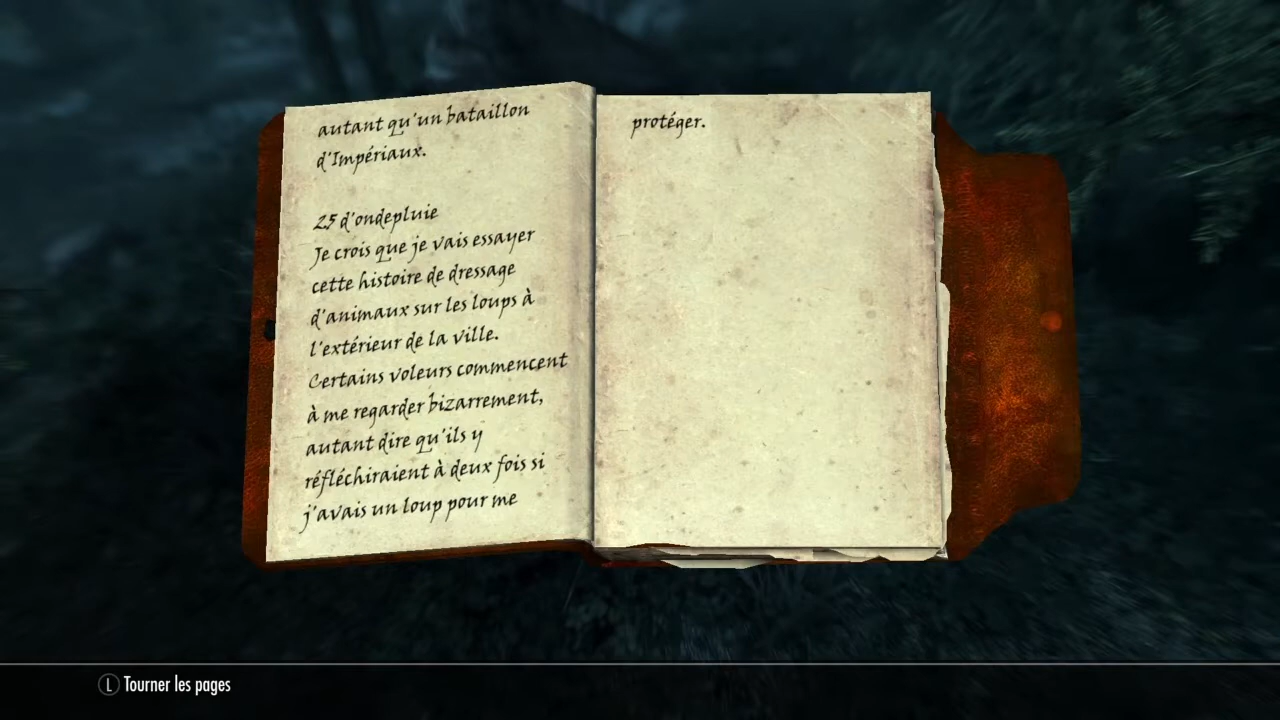 autant qu'un bataillon
d'Impériaux.
25 d'ondepluie
Je crois que je vais essayer
cette histoire de dressage
d'animaux sur les loups à
l'extérieur de la ville.
Certains voleurs commencent
à me regarder bizarrement,
autant dire qu'ils y
réfléchiraient à deux fois si
j'avais un loup pour me
protéger.
L Tourner les pages